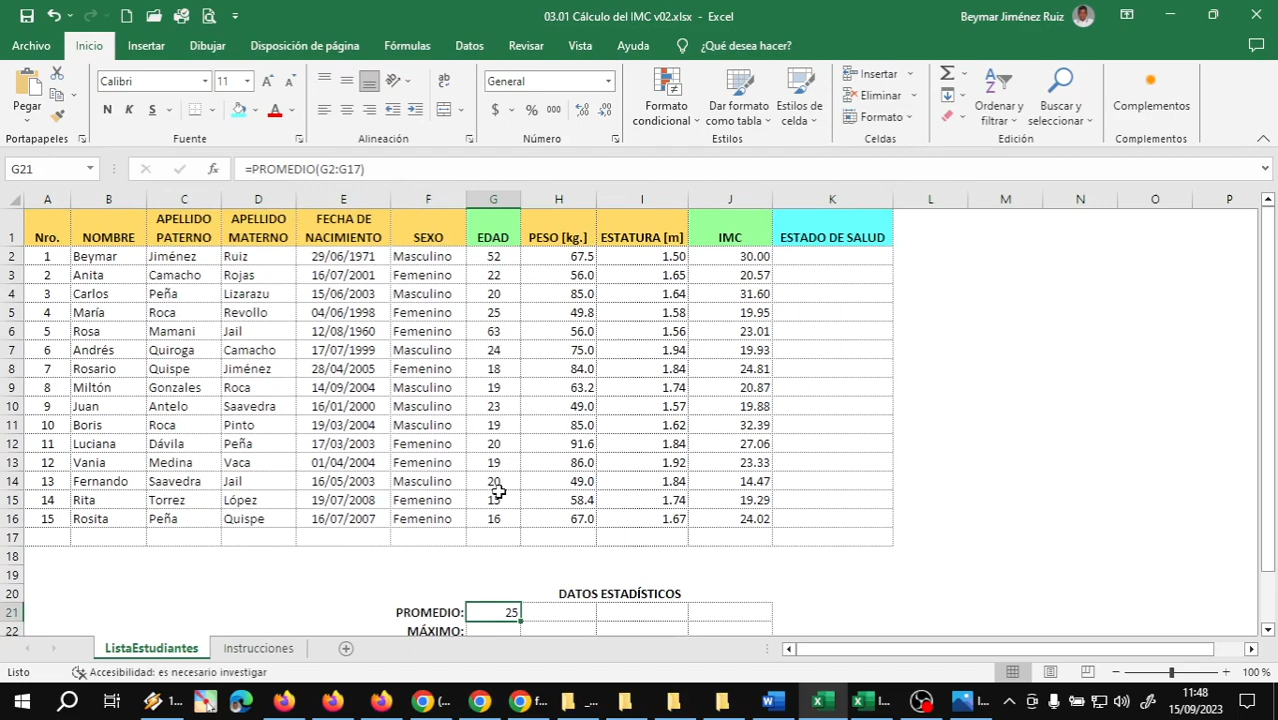 03.01 Cálculo del IMC v02.xlsx - Excel
Beymar Jiménez Ruiz
Archivo Inicio Insertar Dibujar Disposición de página Fórmulas Datos Revisar Vista Ayuda ¿Qué desea hacer?
Calibri 11 General
Pegar
N K S
Formato condicional
Dar formato como tabla
Estilos de celda
Insertar
Eliminar
Formato
Ordenar y filtrar
Buscar y seleccionar
Complementos
Portapapeles Fuente Alineación Número Estilos Celdas Edición Complementos
G21 fx =PROMEDIO(G2:G17)
A B C D E F G H I J K L M N O P
1 Nro. NOMBRE APELLIDO PATERNO APELLIDO MATERNO FECHA DE NACIMIENTO SEXO EDAD PESO [kg.] ESTATURA [m] IMC ESTADO DE SALUD
2 1 Beymar Jiménez Ruiz 29/06/1971 Masculino 52 67.5 1.50 30.00
3 2 Anita Camacho Rojas 16/07/2001 Femenino 22 56.0 1.65 20.57
4 3 Carlos Peña Lizarazu 15/06/2003 Masculino 20 85.0 1.64 31.60
5 4 María Roca Revollo 04/06/1998 Femenino 25 49.8 1.58 19.95
6 5 Rosa Mamani Jail 12/08/1960 Femenino 63 56.0 1.56 23.01
7 6 Andrés Quiroga Camacho 17/07/1999 Masculino 24 75.0 1.94 19.93
8 7 Rosario Quispe Jiménez 28/04/2005 Femenino 18 84.0 1.84 24.81
9 8 Miltón Gonzales Roca 14/09/2004 Masculino 19 63.2 1.74 20.87
10 9 Juan Antelo Saavedra 16/01/2000 Masculino 23 49.0 1.57 19.88
11 10 Boris Roca Pinto 19/03/2004 Masculino 19 85.0 1.62 32.39
12 11 Luciana Dávila Peña 17/03/2003 Femenino 20 91.6 1.84 27.06
13 12 Vania Medina Vaca 01/04/2004 Femenino 19 86.0 1.92 23.33
14 13 Fernando Saavedra Jail 16/05/2003 Masculino 20 49.0 1.84 14.47
15 14 Rita Torrez López 19/07/2008 Femenino 15 58.4 1.74 19.29
16 15 Rosita Peña Quispe 16/07/2007 Femenino 16 67.0 1.67 24.02
17
18
19
20 DATOS ESTADÍSTICOS
21 PROMEDIO: 25
22 MÁXIMO:
ListaEstudiantes Instrucciones
Listo Accesibilidad: es necesario investigar 100 %
11:48
15/09/2023